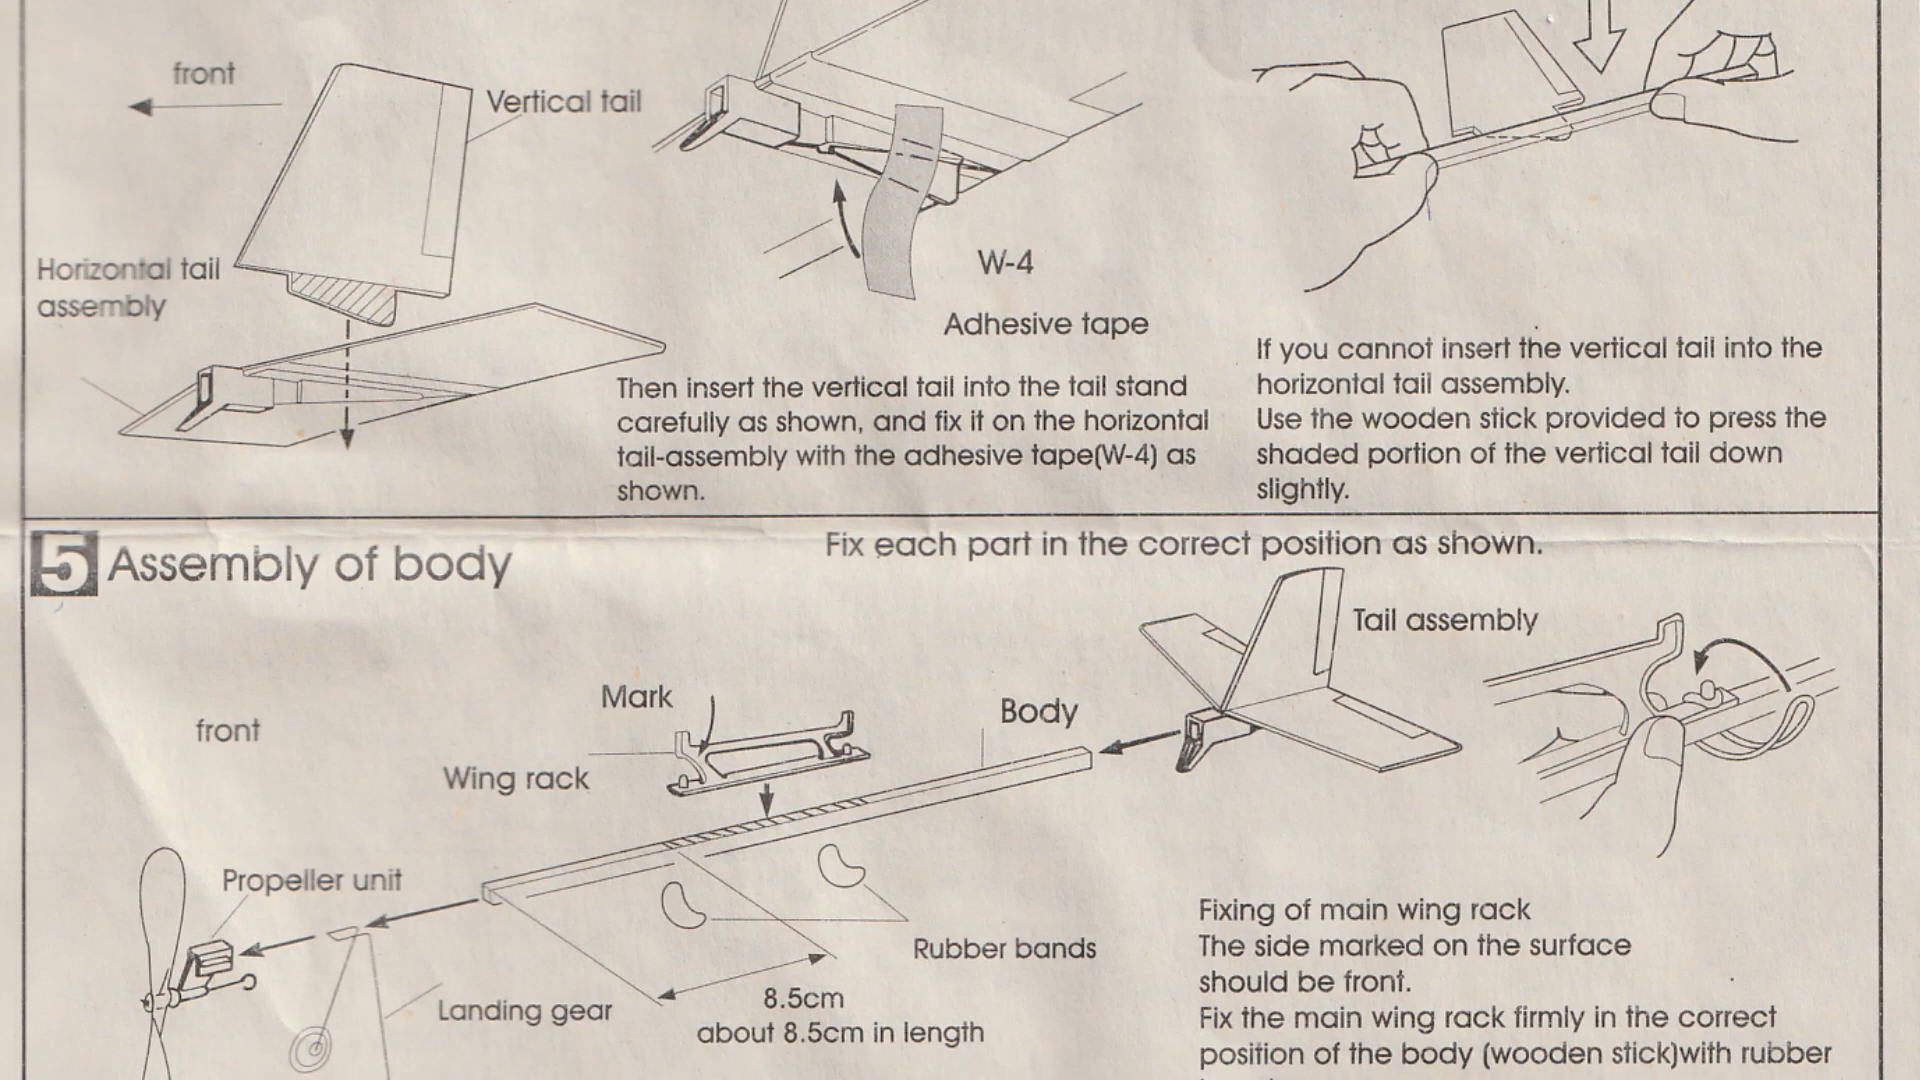 front
Vertical tail
Horizontal tail
assembly
W-4
Adhesive tape
Then insert the vertical tail into the tail stand
carefully as shown, and fix it on the horizontal
tail-assembly with the adhesive tape(W-4) as
shown.
If you cannot insert the vertical tail into the
horizontal tail assembly.
Use the wooden stick provided to press the
shaded portion of the vertical tail down
slightly.
5 Assembly of body
Fix each part in the correct position as shown.
Tail assembly
Mark
Body
front
Wing rack
Propeller unit
Rubber bands
Landing gear
8.5cm
about 8.5cm in length
Fixing of main wing rack
The side marked on the surface
should be front.
Fix the main wing rack firmly in the correct
position of the body (wooden stick)with rubber